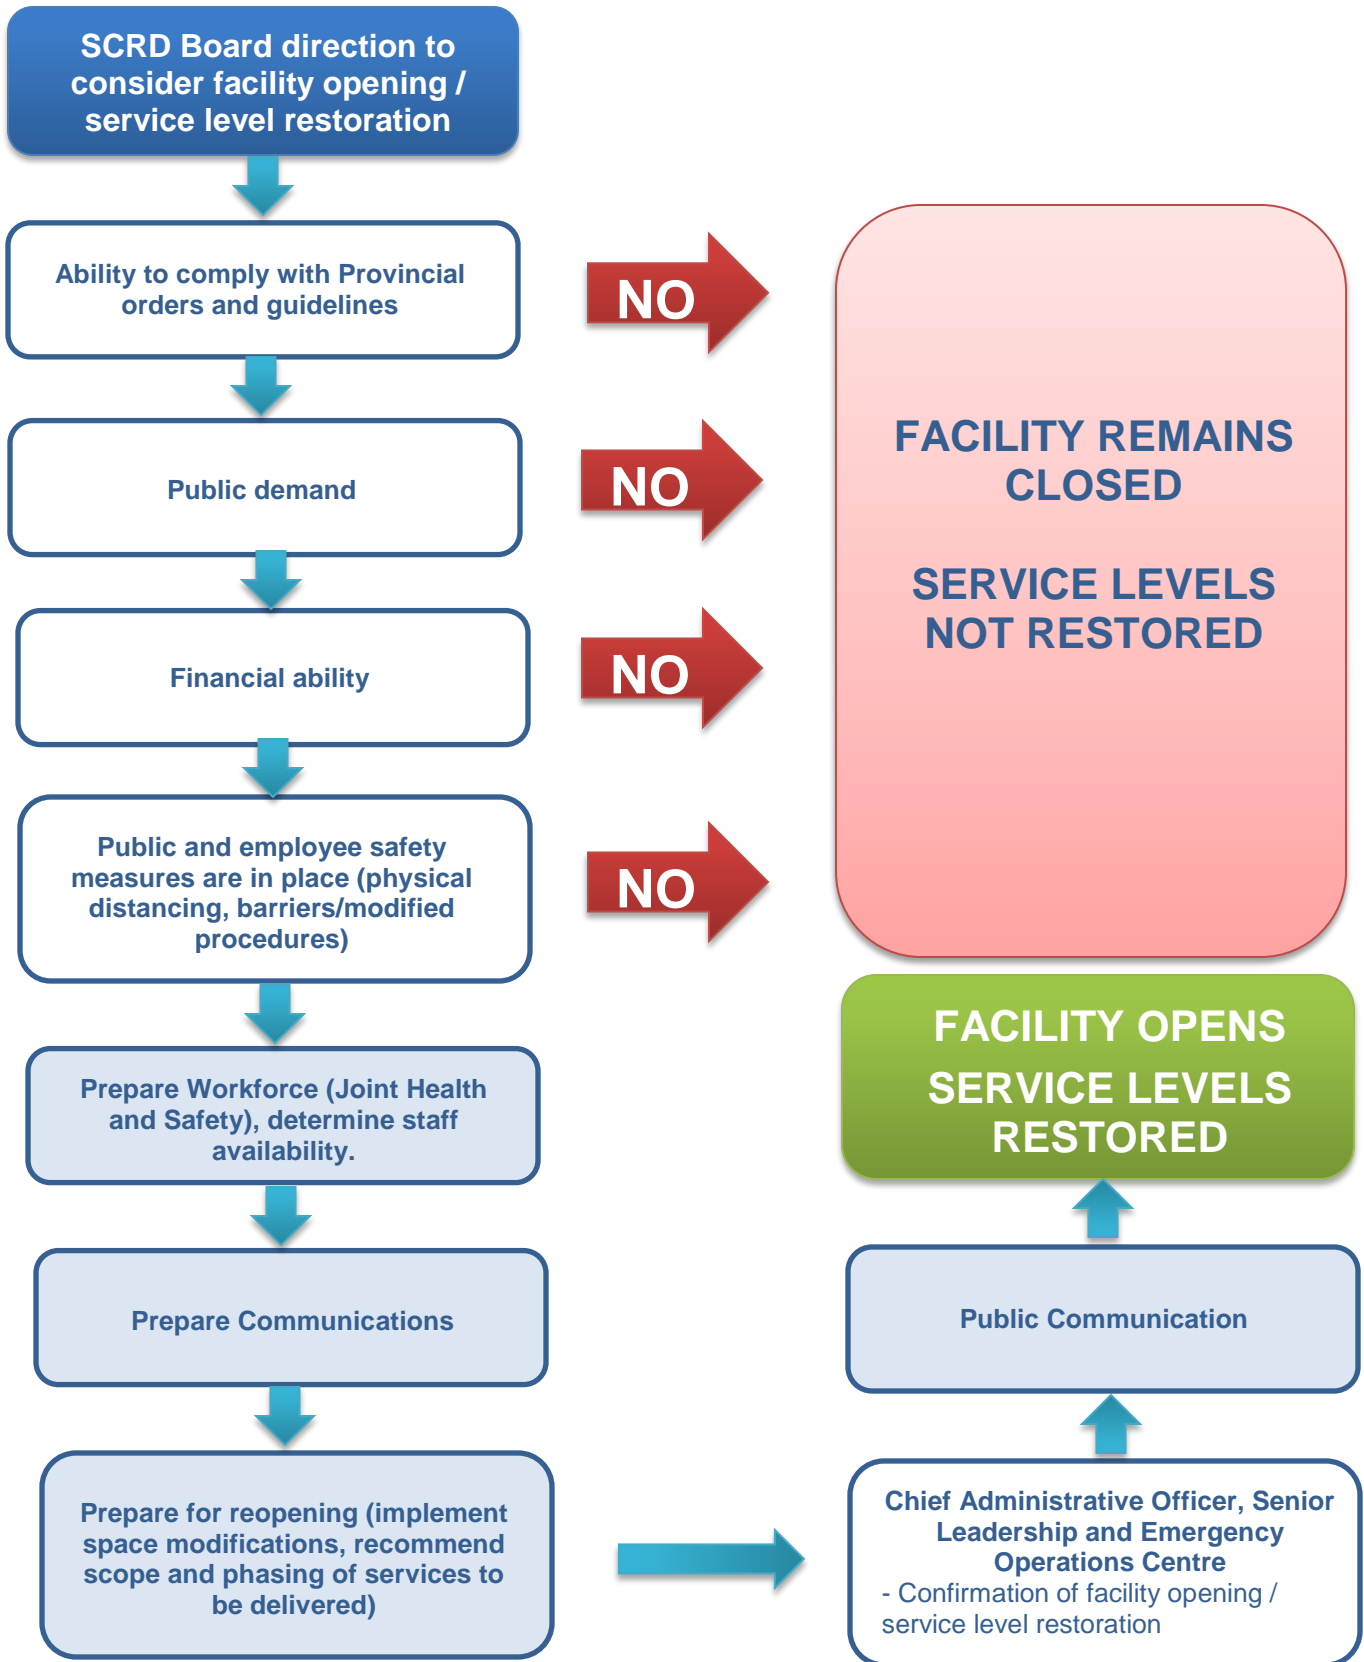 SCRD Board direction to
consider facility opening /
service level restoration
Ability to comply with Provincial
orders and guidelines
NO
Public demand
NO
Financial ability
NO
Public and employee safety
measures are in place (physical
distancing, barriers/modified
procedures)
NO
FACILITY REMAINS
CLOSED
SERVICE LEVELS
NOT RESTORED
Prepare Workforce (Joint Health
and Safety), determine staff
availability.
Prepare Communications
Prepare for reopening (implement
space modifications, recommend
scope and phasing of services to
be delivered)
Chief Administrative Officer, Senior
Leadership and Emergency
Operations Centre
- Confirmation of facility opening /
service level restoration
Public Communication
FACILITY OPENS
SERVICE LEVELS
RESTORED